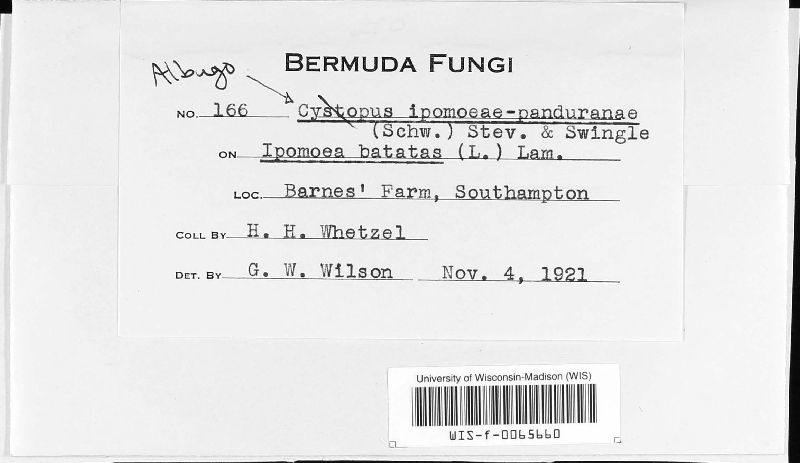 Albugo
BERMUDA FUNGI
NO. 166 Cystopus ipomoeae-panduranae
(Schw.) Stev. & Swingle
ON Ipomoea batatas (L.) Lam.
LOC. Barnes' Farm, Southampton
COLL BY H. H. Whetzel
DET. BY G. W. Wilson Nov. 4, 1921
University of Wisconsin-Madison (WIS)
WIS-f-0065660